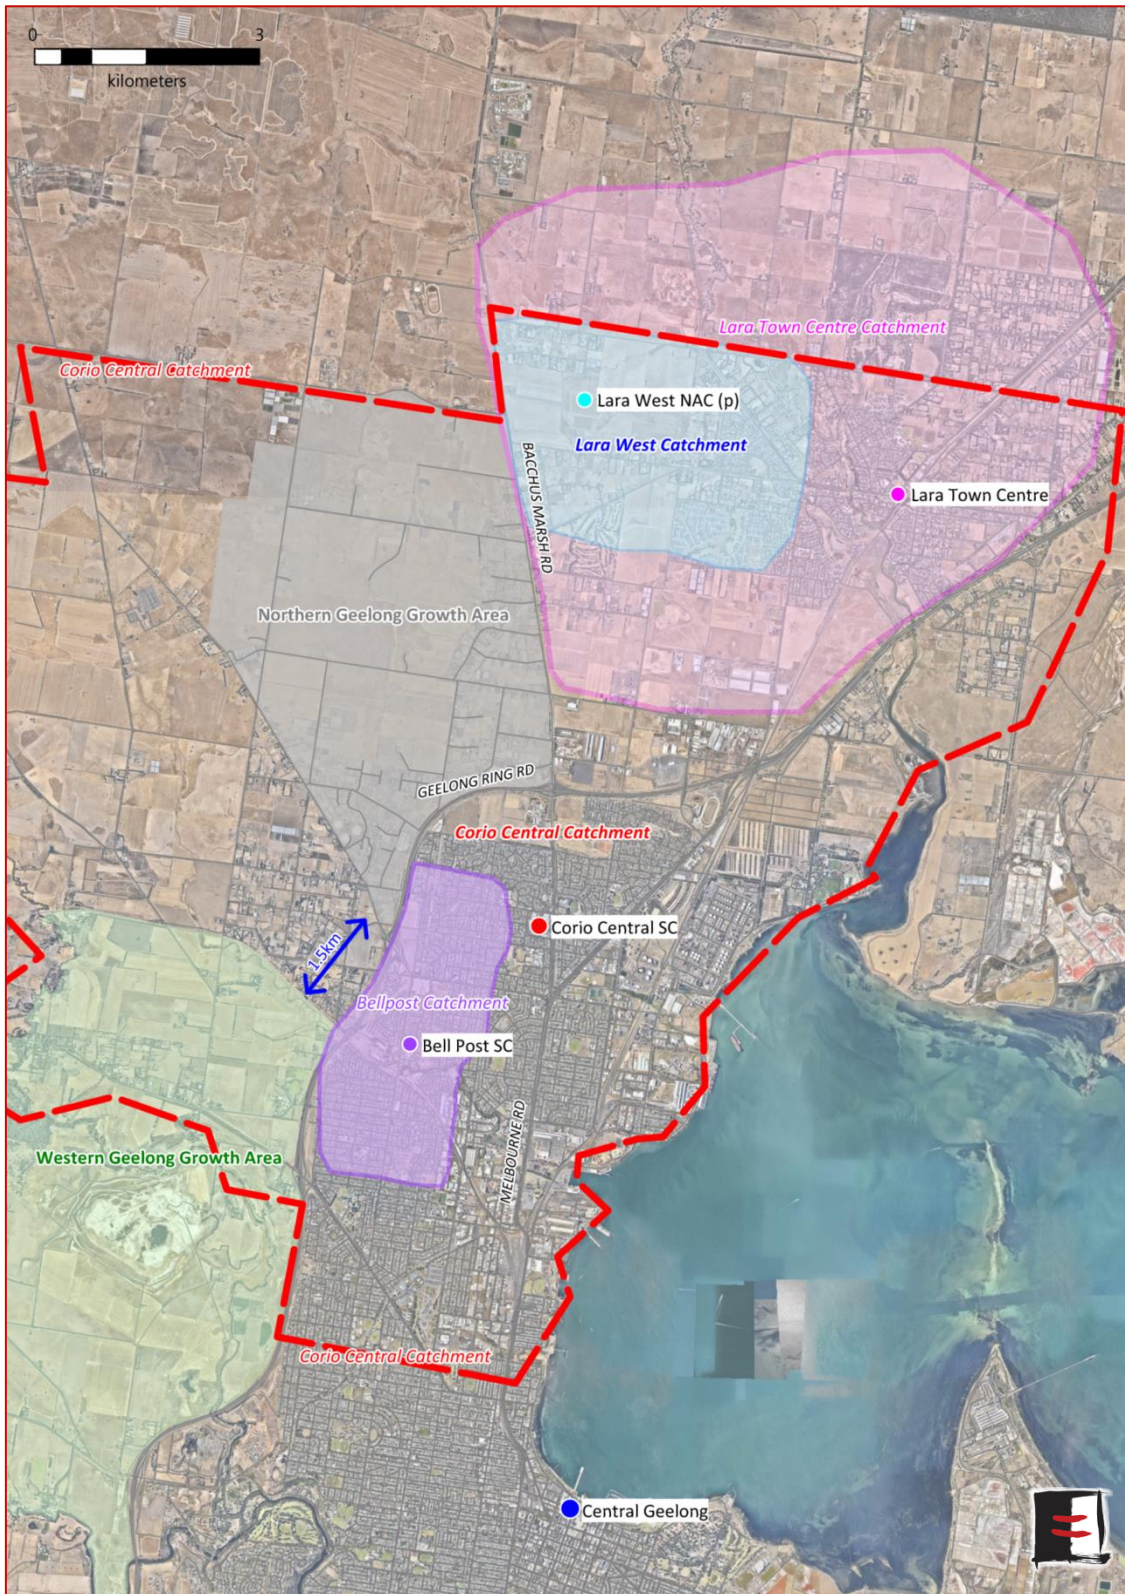 0 3
kilometers
Lara Town Centre Catchment
Corio Central Catchment
Lara West NAC (p)
Lara West Catchment
BACCHUS MARSH RD
Lara Town Centre
Northern Geelong Growth Area
GEELONG RING RD
Corio Central Catchment
Corio Central SC
1.5km
Bellpost Catchment
Bell Post SC
MELBOURNE RD
Western Geelong Growth Area
Corio Central Catchment
Central Geelong